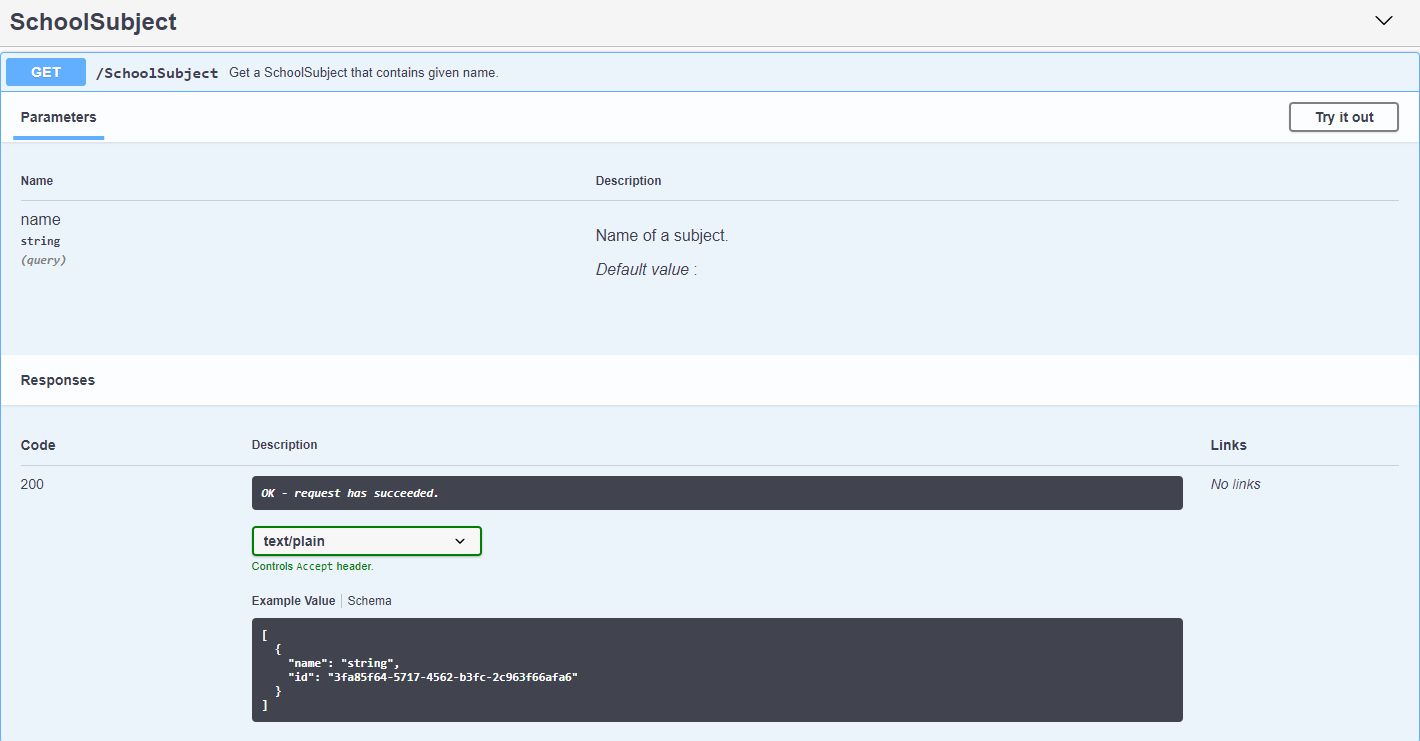 SchoolSubject
GET /SchoolSubject Get a SchoolSubject that contains given name.
Parameters Try it out
Name Description
name
string
(query)
Name of a subject.
Default value :
Responses
Code Description Links
200 OK - request has succeeded. No links
text/plain
Controls Accept header.
Example Value Schema
[
{
"name": "string",
"id": "3fa85f64-5717-4562-b3fc-2c963f66afa6"
}
]